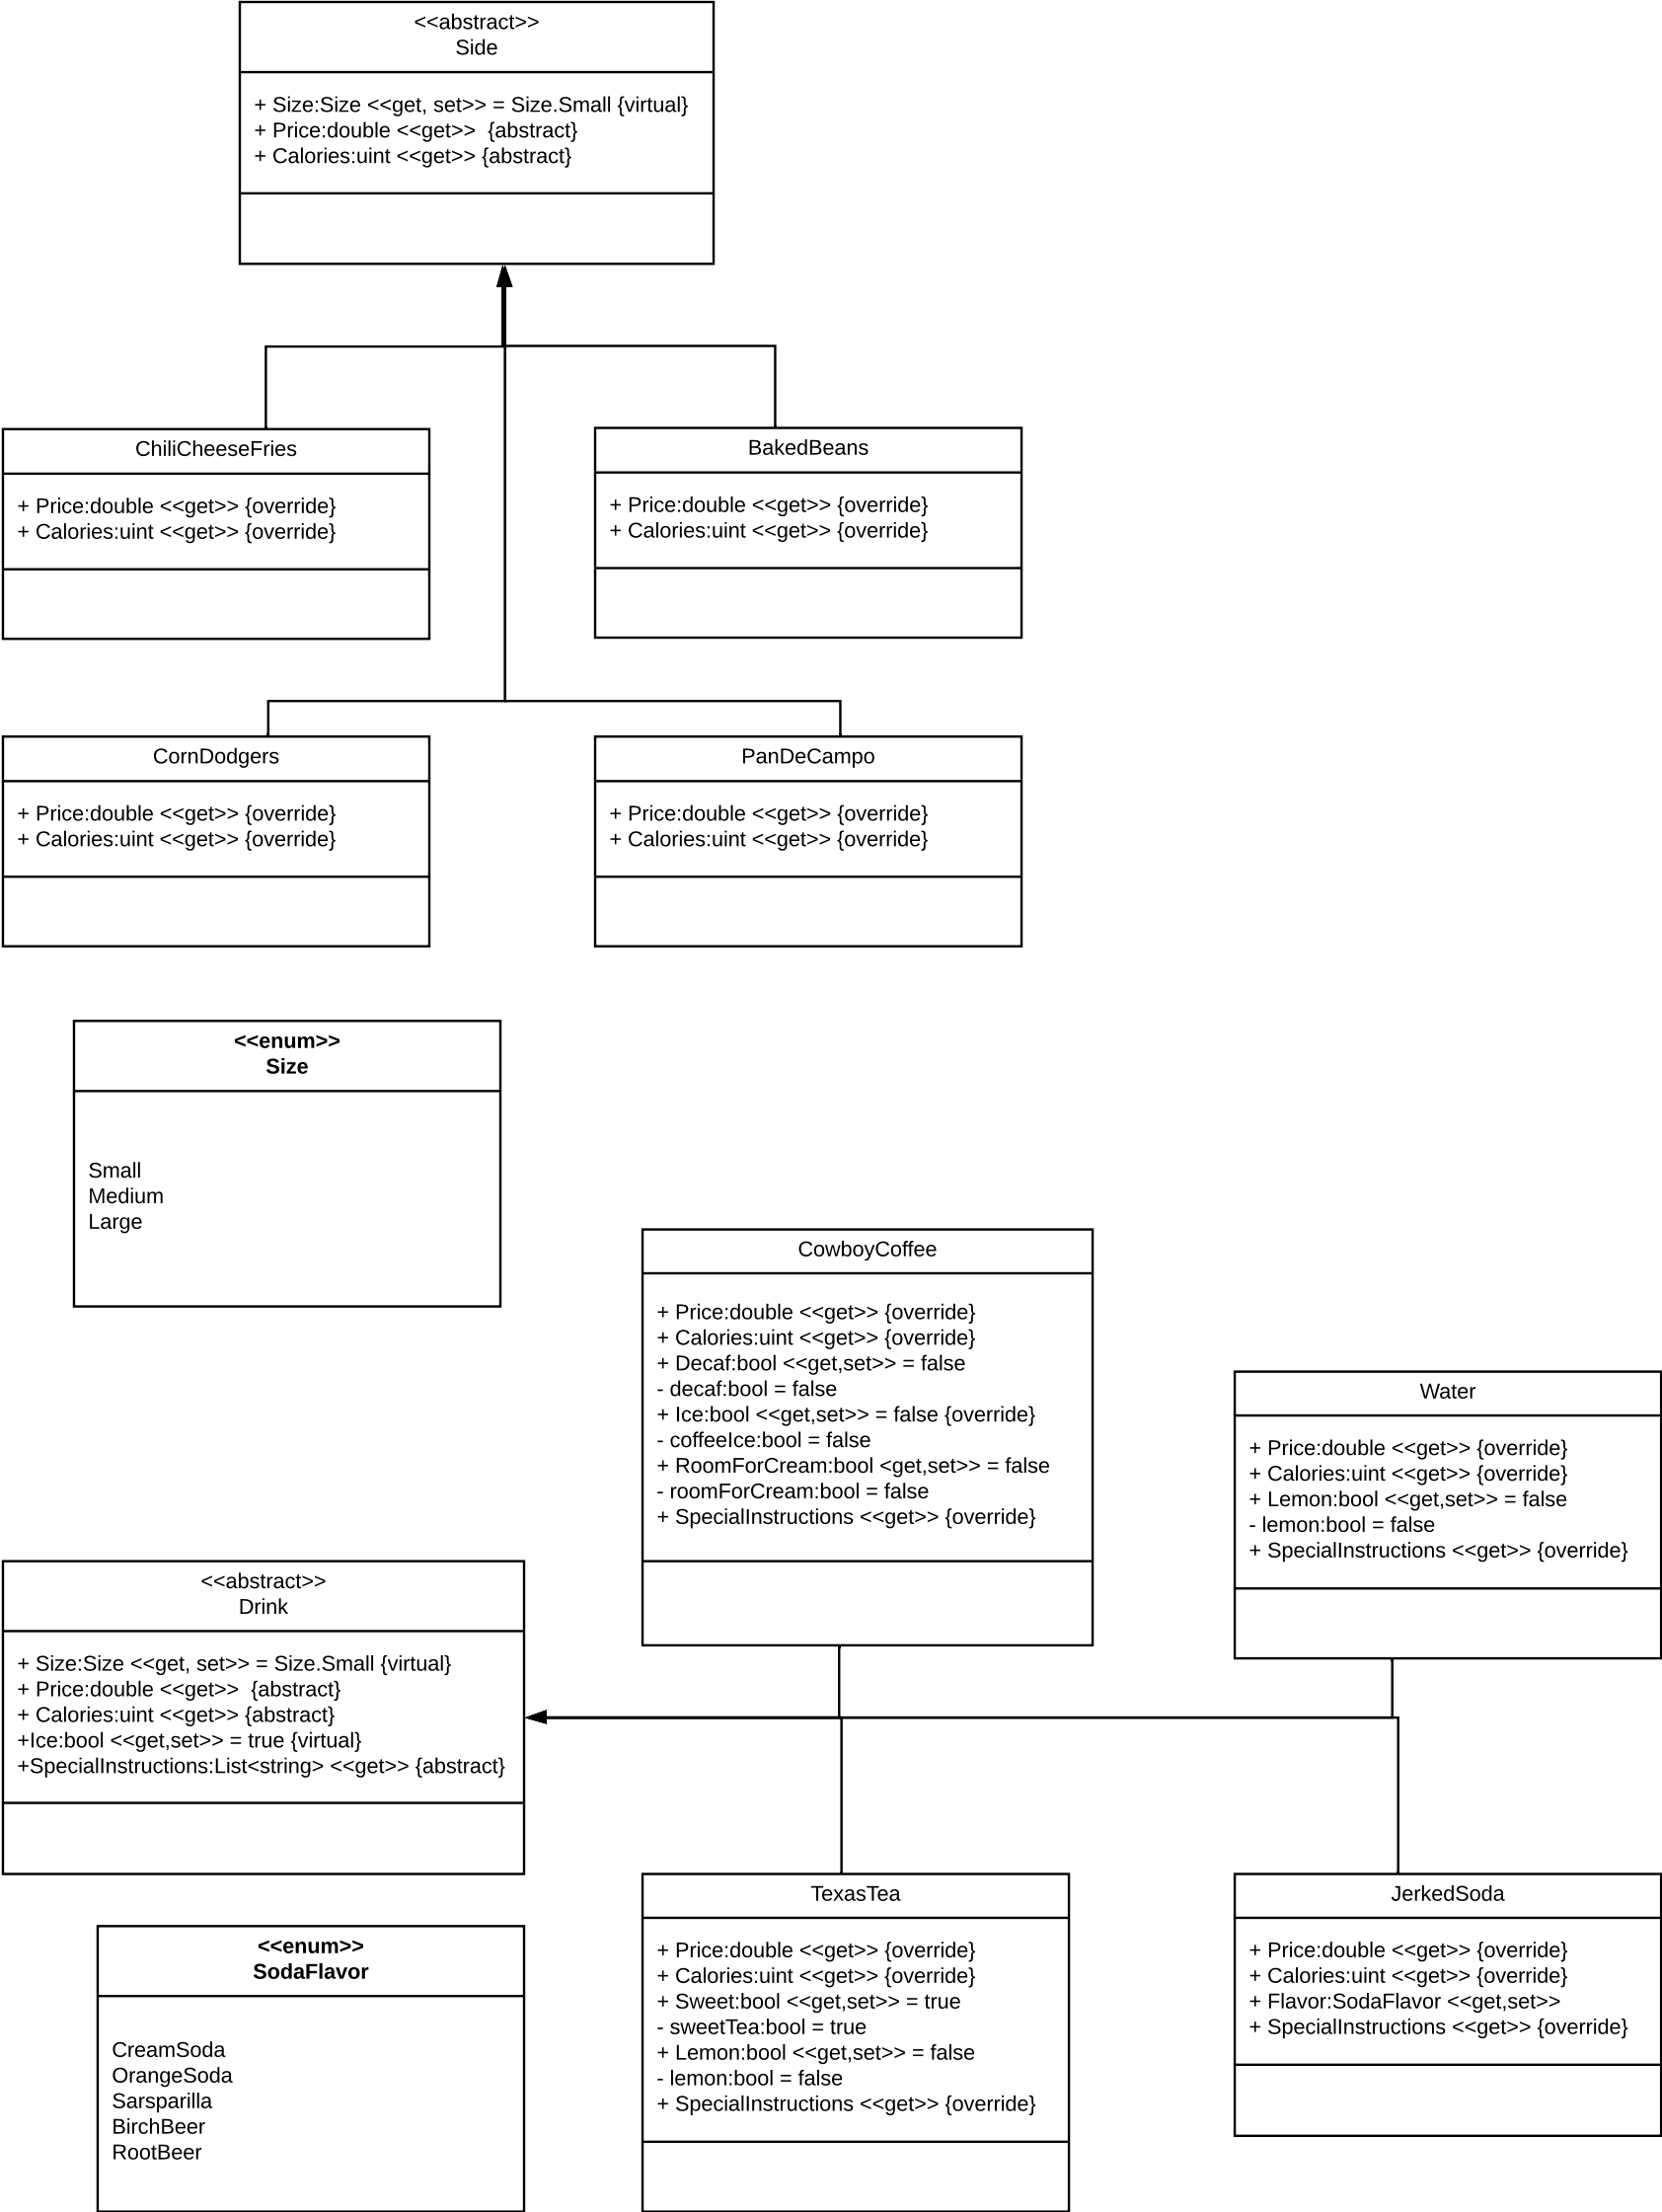 <<abstract>>
Side
+ Size:Size <<get, set>> = Size.Small {virtual}
+ Price:double <<get>>  {abstract}
+ Calories:uint <<get>> {abstract}
ChiliCheeseFries
+ Price:double <<get>> {override}
+ Calories:uint <<get>> {override}
BakedBeans
+ Price:double <<get>> {override}
+ Calories:uint <<get>> {override}
CornDodgers
+ Price:double <<get>> {override}
+ Calories:uint <<get>> {override}
PanDeCampo
+ Price:double <<get>> {override}
+ Calories:uint <<get>> {override}
<<enum>>
Size
Small
Medium
Large
CowboyCoffee
+ Price:double <<get>> {override}
+ Calories:uint <<get>> {override}
+ Decaf:bool <<get,set>> = false
- decaf:bool = false
+ Ice:bool <<get,set>> = false {override}
- coffeeIce:bool = false
+ RoomForCream:bool <get,set>> = false
- roomForCream:bool = false
+ SpecialInstructions <<get>> {override}
Water
+ Price:double <<get>> {override}
+ Calories:uint <<get>> {override}
+ Lemon:bool <<get,set>> = false
- lemon:bool = false
+ SpecialInstructions <<get>> {override}
<<abstract>>
Drink
+ Size:Size <<get, set>> = Size.Small {virtual}
+ Price:double <<get>>  {abstract}
+ Calories:uint <<get>> {abstract}
+Ice:bool <<get,set>> = true {virtual}
+SpecialInstructions:List<string> <<get>> {abstract}
TexasTea
+ Price:double <<get>> {override}
+ Calories:uint <<get>> {override}
+ Sweet:bool <<get,set>> = true
- sweetTea:bool = true
+ Lemon:bool <<get,set>> = false
- lemon:bool = false
+ SpecialInstructions <<get>> {override}
JerkedSoda
+ Price:double <<get>> {override}
+ Calories:uint <<get>> {override}
+ Flavor:SodaFlavor <<get,set>>
+ SpecialInstructions <<get>> {override}
<<enum>>
SodaFlavor
CreamSoda
OrangeSoda
Sarsparilla
BirchBeer
RootBeer